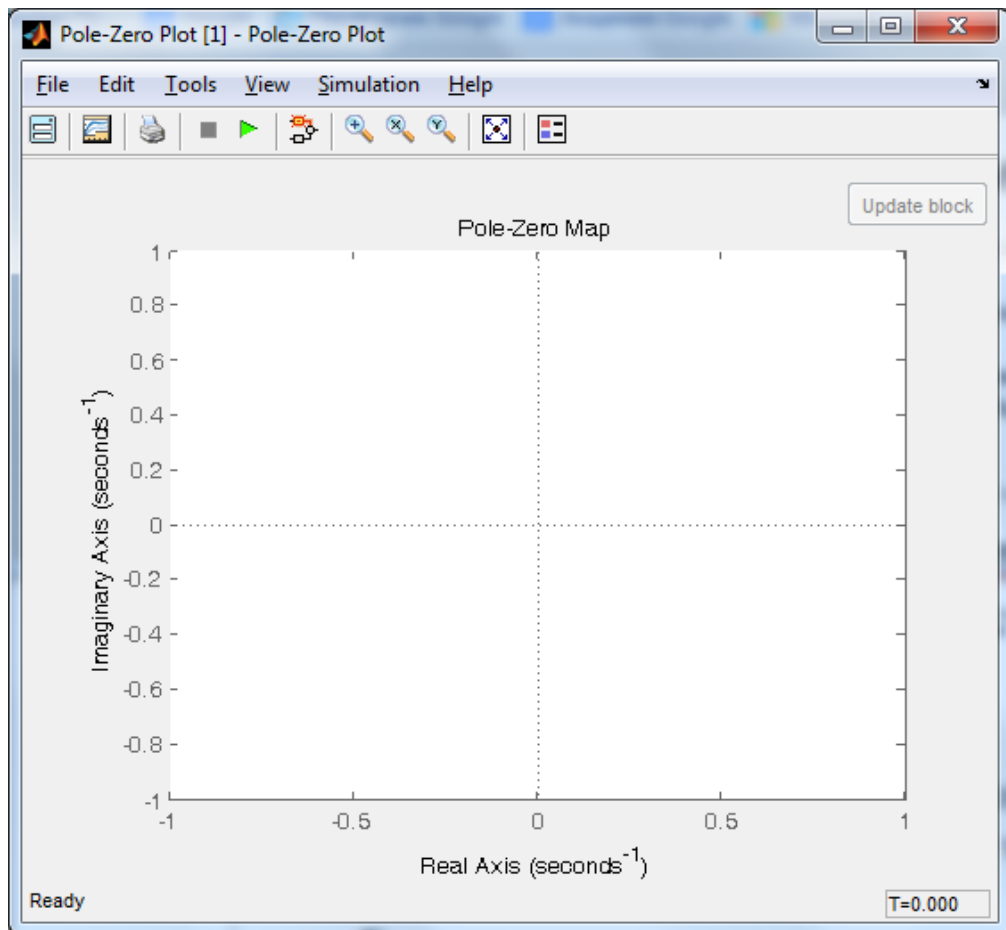 Pole-Zero Plot [1] - Pole-Zero Plot
File Edit Tools View Simulation Help
Update block
Pole-Zero Map
1
0.8
0.6
0.4
0.2
0
-0.2
-0.4
-0.6
-0.8
-1
Imaginary Axis (seconds⁻¹)
-1 -0.5 0 0.5 1
Real Axis (seconds⁻¹)
Ready T=0.000